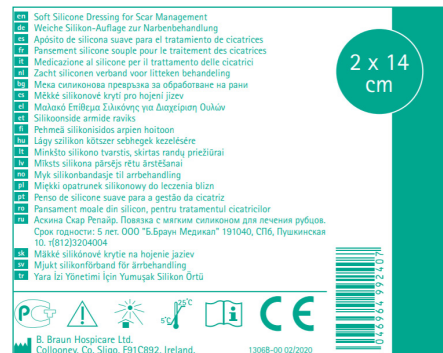 en Soft Silicone Dressing for Scar Management
de Weiche Silikon-Auflage zur Narbenbehandlung
es Apósito de silicona suave para el tratamiento de cicatrices
fr Pansement silicone souple pour le traitement des cicatrices
it Medicazione al silicone per il trattamento delle cicatrici
nl Zacht siliconen verband voor litteken behandeling
bg Мека силиконова превръзка за обработване на рани
cs Měkké silikonové krytí pro hojení jizev
el Μαλακό Επίθεμα Σιλικόνης για Διαχείριση Ουλών
et Silikoonside armide raviks
fi Pehmeä silikonisidos arpien hoitoon
hu Lágy szilikon kötszer sebhegek kezelésére
lt Minkšto silikono tvarstis, skirtas randų priežiūrai
lv Mīksts silikona pārsējs rētu ārstēšanai
no Myk silikonbandasje til arrbehandling
pl Miękki opatrunek silikonowy do leczenia blizn
pt Penso de silicone suave para a gestão da cicatriz
ro Pansament moale din silicon, pentru tratamentul cicatricilor
ru Аскина Скар Репайр. Повязка с мягким силиконом для лечения рубцов.
Срок годности: 5 лет. ООО "Б.Браун Медикал" 191040, СПб, Пушкинская
10. т(812)3204004
sk Mäkké silikónové krytie na hojenie jaziev
sv Mjukt silikonförband för ärrbehandling
tr Yara İzi Yönetimi İçin Yumuşak Silikon Örtü
2 x 14
cm
5°C
25°C
i
CE
B. Braun Hospicare Ltd.
Collooney, Co. Sligo, F91C892, Ireland.
1306B-00 02/2020
046964992407